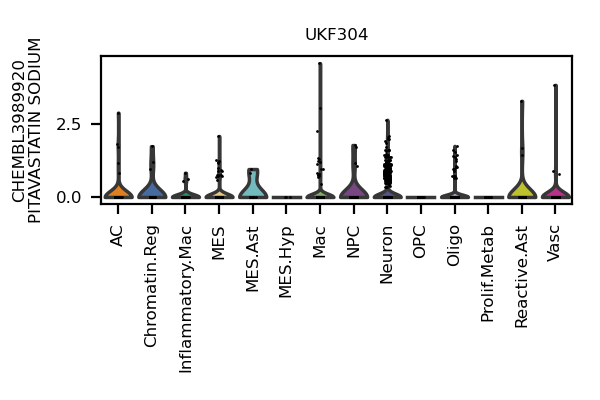 UKF304
CHEMBL3989920
PITAVASTATIN SODIUM
2.5
0.0
AC
Chromatin.Reg
Inflammatory.Mac
MES
MES.Ast
MES.Hyp
Mac
NPC
Neuron
OPC
Oligo
Prolif.Metab
Reactive.Ast
Vasc